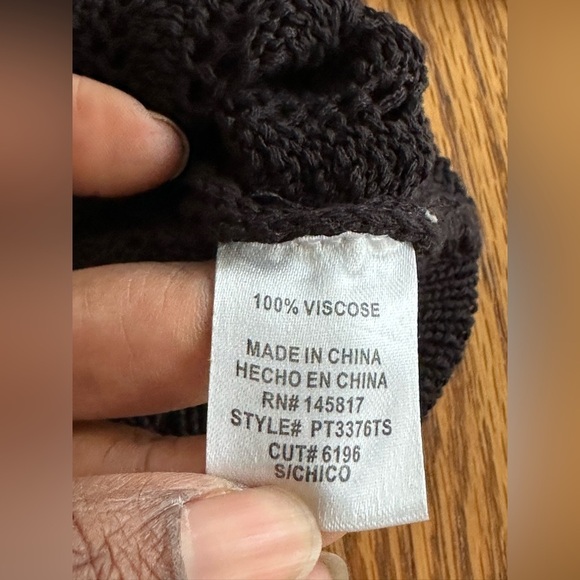 100% VISCOSE
MADE IN CHINA
HECHO EN CHINA
RN# 145817
STYLE# PT3376TS
CUT# 6196
S/CHICO